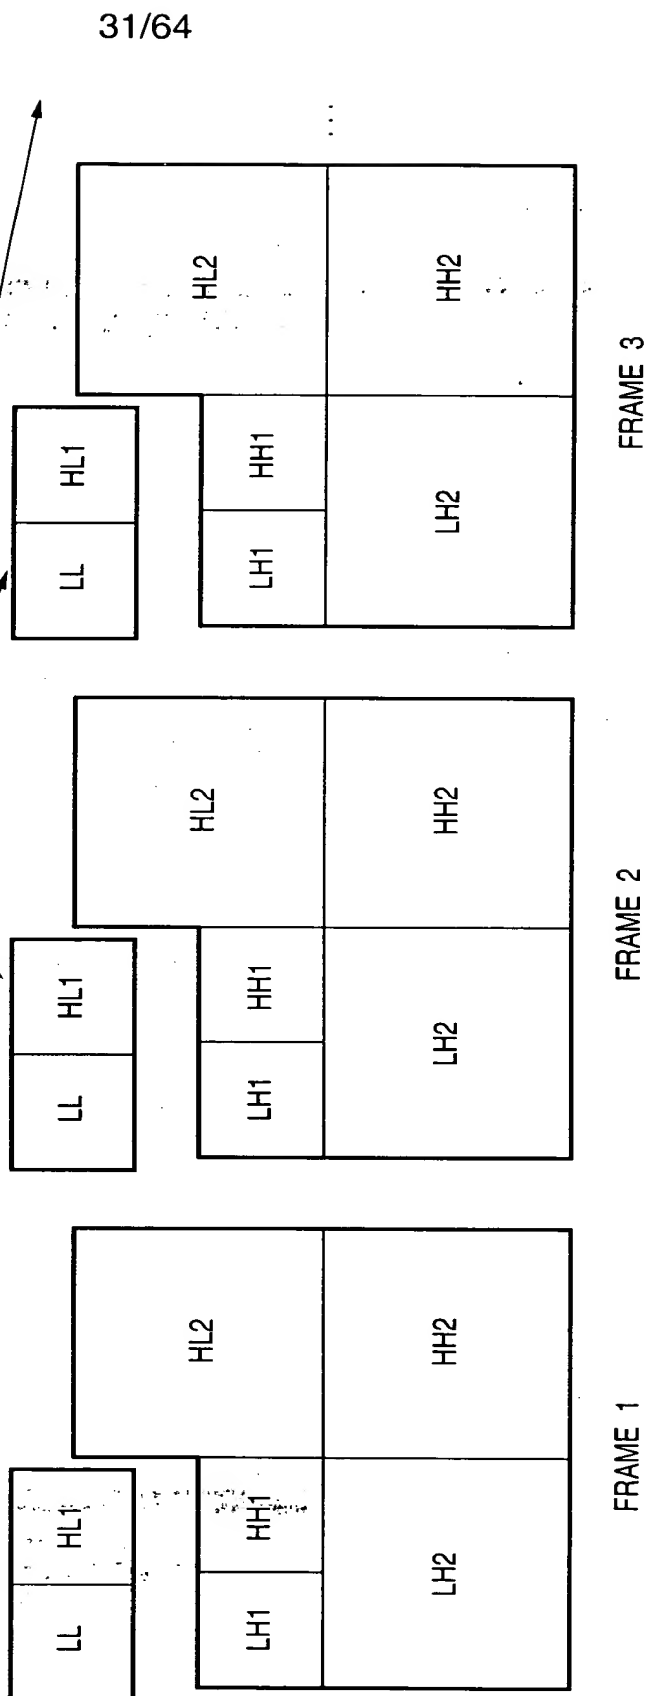 31/64
LL
HL1
HL2
LH1
HH1
LH2
HH2
FRAME 1
LL
HL1
HL2
LH1
HH1
LH2
HH2
FRAME 2
LL
HL1
HL2
LH1
HH1
LH2
HH2
FRAME 3
...